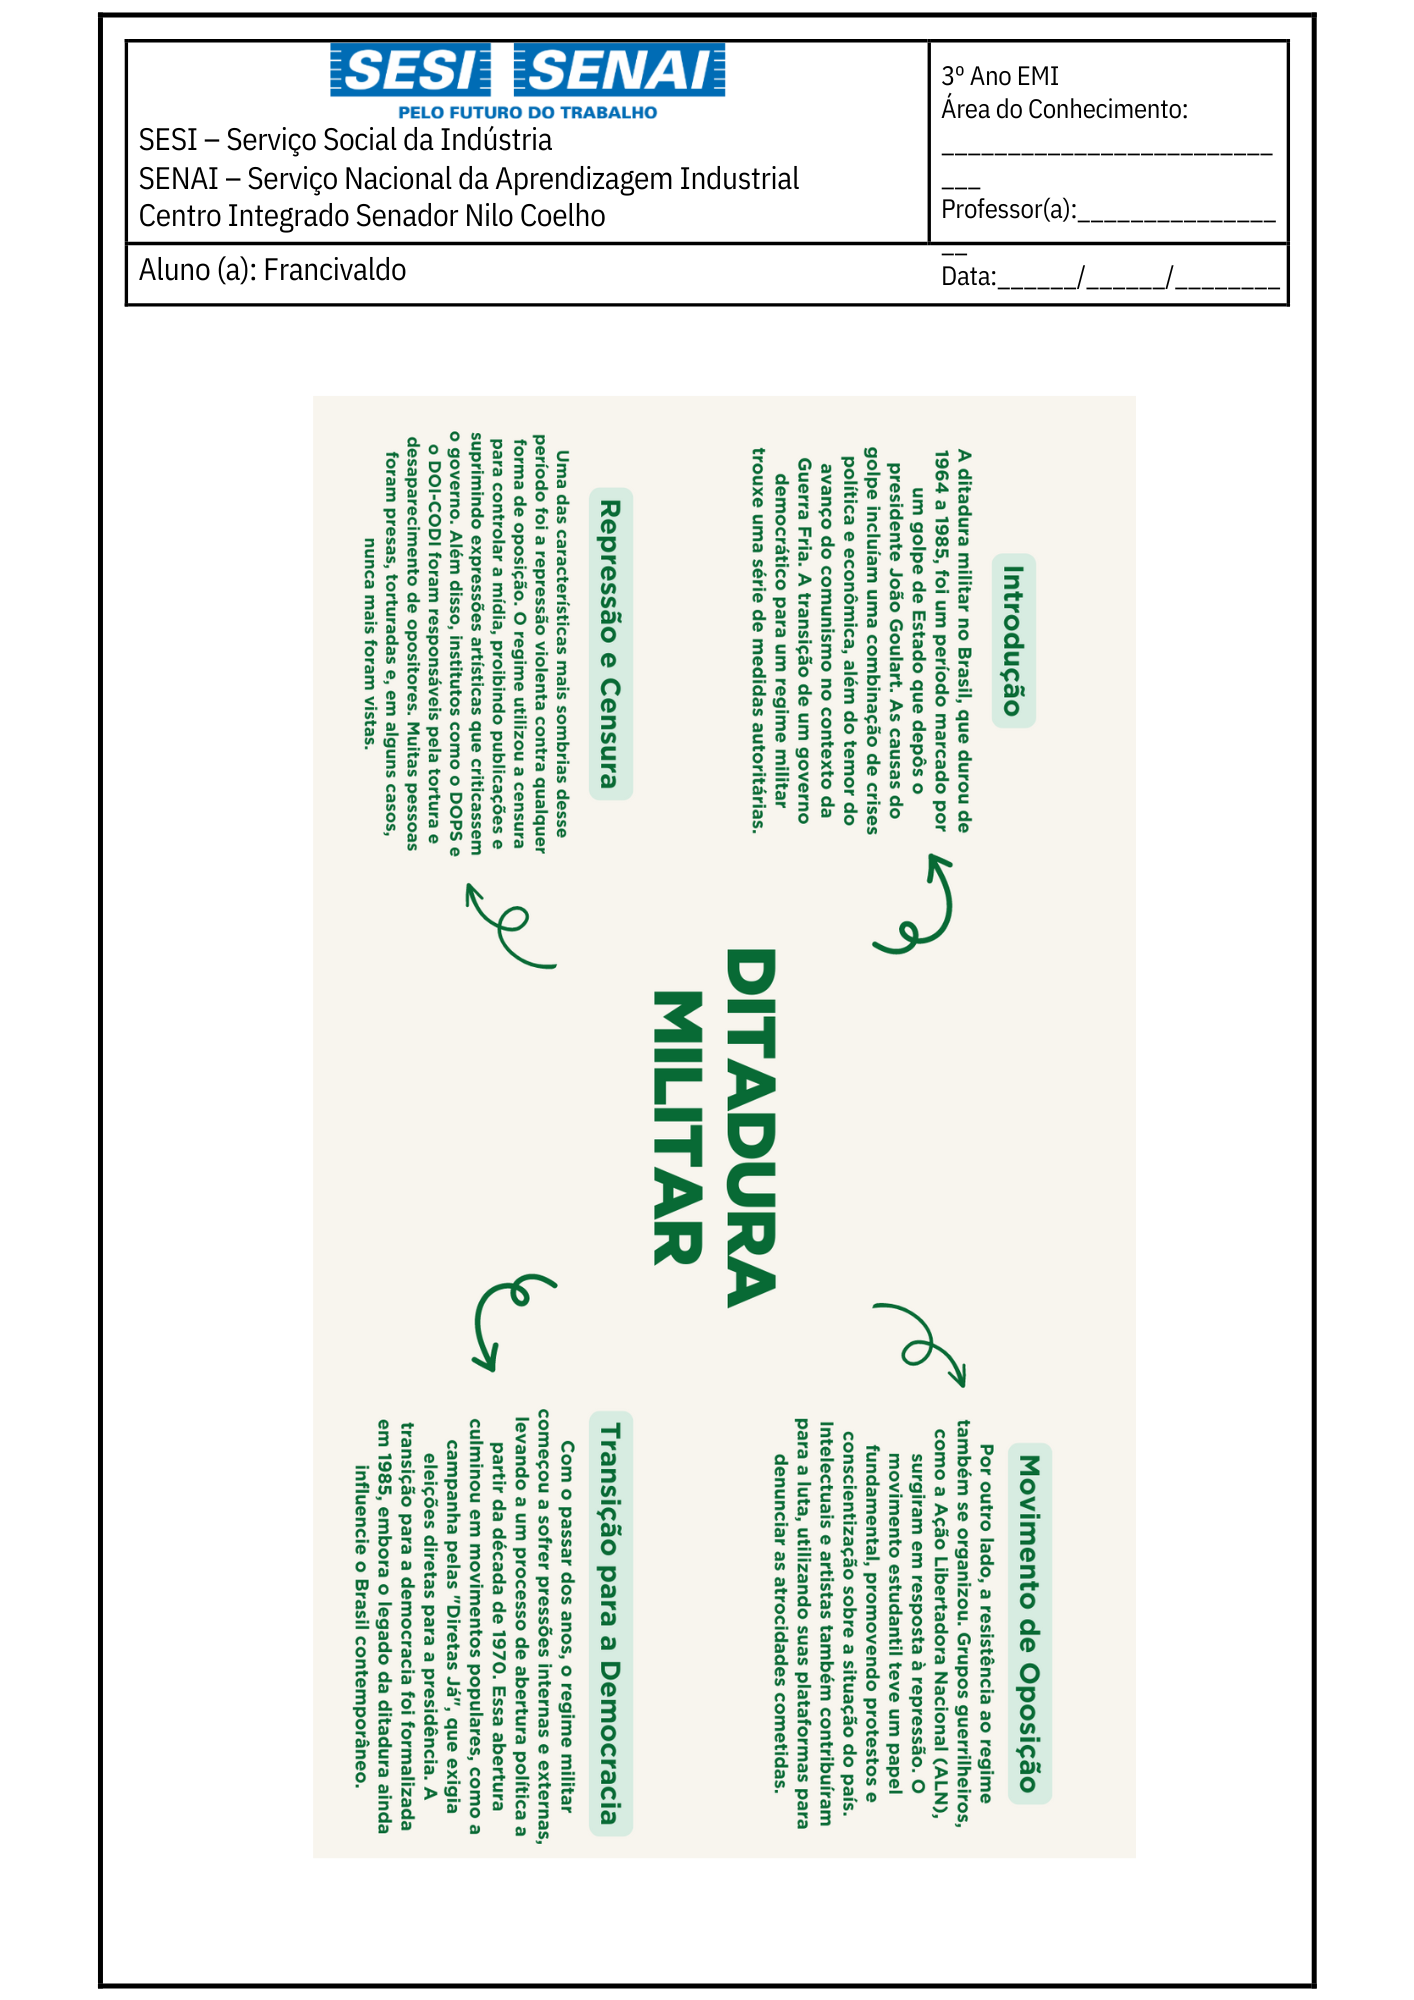 SESI SENAI
PELO FUTURO DO TRABALHO
SESI – Serviço Social da Indústria
SENAI – Serviço Nacional da Aprendizagem Industrial
Centro Integrado Senador Nilo Coelho
3º Ano EMI
Área do Conhecimento:
_________________________
___
Professor(a):_______________
__
Data:______/______/________
Aluno (a): Francivaldo
DITADURA
MILITAR
Introdução
A ditadura militar no Brasil, que durou de
1964 a 1985, foi um período marcado por
um golpe de Estado que depôs o
presidente João Goulart. As causas do
golpe incluíam uma combinação de crises
política e econômica, além do temor do
avanço do comunismo no contexto da
Guerra Fria. A transição de um governo
democrático para um regime militar
trouxe uma série de medidas autoritárias.
Movimento de Oposição
Por outro lado, a resistência ao regime
também se organizou. Grupos guerrilheiros,
como a Ação Libertadora Nacional (ALN),
surgiram em resposta à repressão. O
movimento estudantil teve um papel
fundamental, promovendo protestos e
conscientização sobre a situação do país.
Intelectuais e artistas também contribuíram
para a luta, utilizando suas plataformas para
denunciar as atrocidades cometidas.
Repressão e Censura
Uma das características mais sombrias desse
período foi a repressão violenta contra qualquer
forma de oposição. O regime utilizou a censura
para controlar a mídia, proibindo publicações e
suprimindo expressões artísticas que criticassem
o governo. Além disso, institutos como o DOPS e
o DOI-CODI foram responsáveis pela tortura e
desaparecimento de opositores. Muitas pessoas
foram presas, torturadas e, em alguns casos,
nunca mais foram vistas.
Transição para a Democracia
Com o passar dos anos, o regime militar
começou a sofrer pressões internas e externas,
levando a um processo de abertura política a
partir da década de 1970. Essa abertura
culminou em movimentos populares, como a
campanha pelas "Diretas Já", que exigia
eleições diretas para a presidência. A
transição para a democracia foi formalizada
em 1985, embora o legado da ditadura ainda
influencie o Brasil contemporâneo.